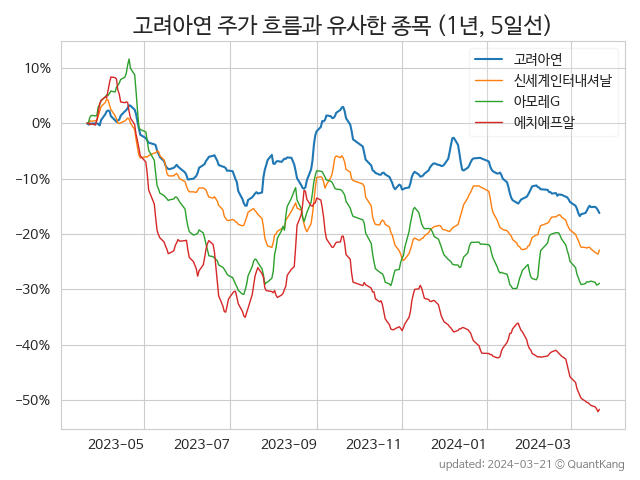 고려아연 주가 흐름과 유사한 종목 (1년, 5일선)
고려아연
신세계인터내셔날
아모레G
에치에프알
10%
0%
−10%
−20%
−30%
−40%
−50%
2023-05
2023-07
2023-09
2023-11
2024-01
2024-03
updated: 2024-03-21 © QuantKang